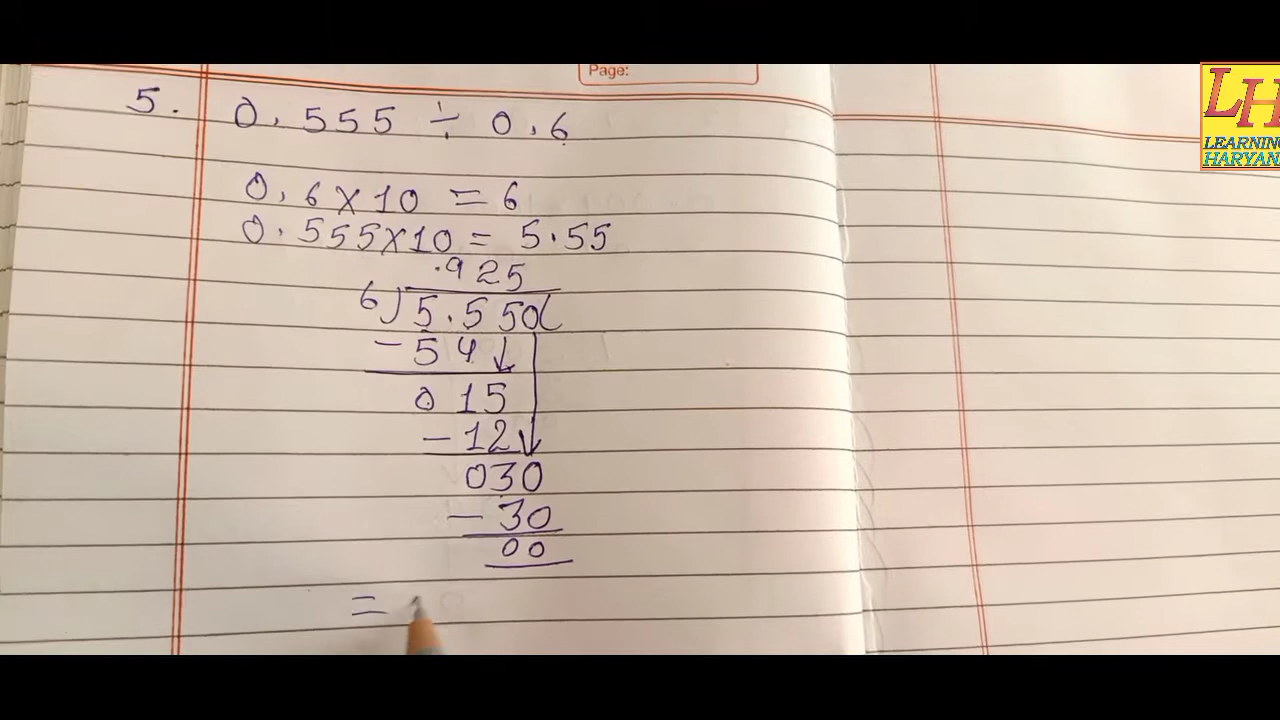 Page:
5. 0.555 ÷ 0.6
0.6 x 10 = 6
0.555 x 10 = 5.55
.925
6) 5.550(
- 54
015
- 12
030
- 30
00
=
LH
LEARNING
HARYAN